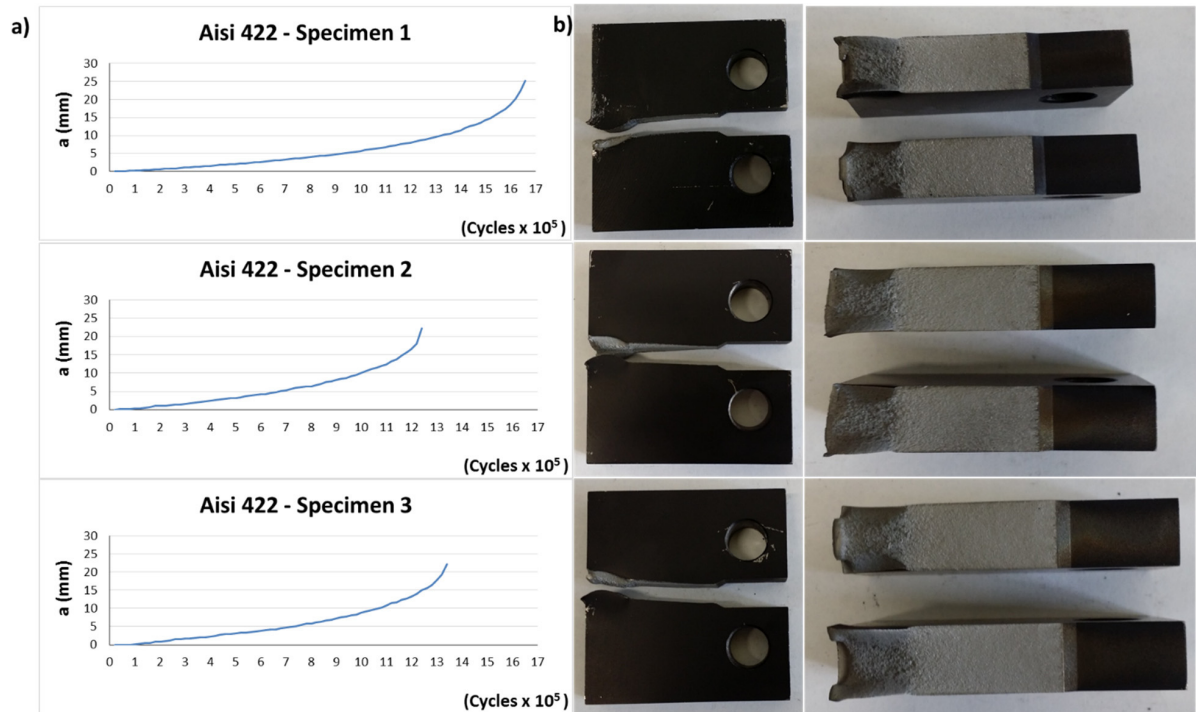 a)
b)
Aisi 422 - Specimen 1
30
25
20
15
10
5
0
a (mm)
0 1 2 3 4 5 6 7 8 9 10 11 12 13 14 15 16 17
(Cycles x 10⁵)
Aisi 422 - Specimen 2
30
25
20
15
10
5
0
a (mm)
0 1 2 3 4 5 6 7 8 9 10 11 12 13 14 15 16 17
(Cycles x 10⁵)
Aisi 422 - Specimen 3
30
25
20
15
10
5
0
a (mm)
0 1 2 3 4 5 6 7 8 9 10 11 12 13 14 15 16 17
(Cycles x 10⁵)